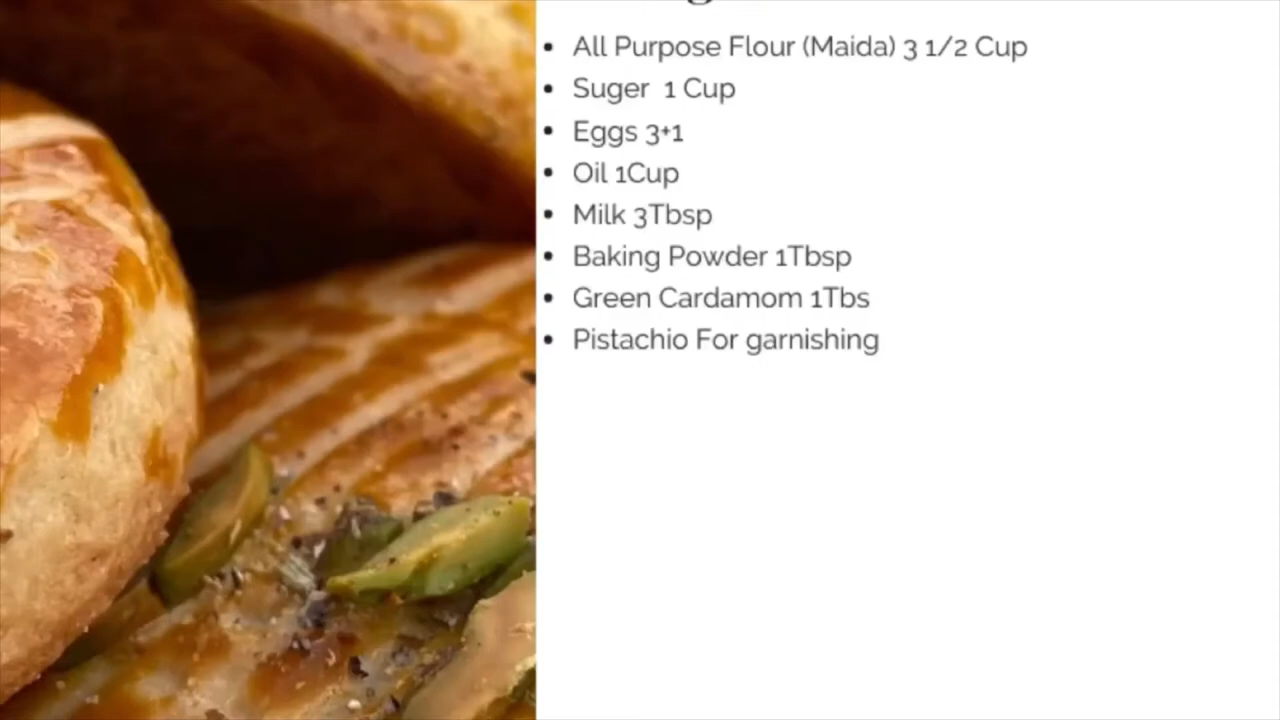 • All Purpose Flour (Maida) 3 1/2 Cup
• Suger 1 Cup
• Eggs 3+1
• Oil 1Cup
• Milk 3Tbsp
• Baking Powder 1Tbsp
• Green Cardamom 1Tbs
• Pistachio For garnishing